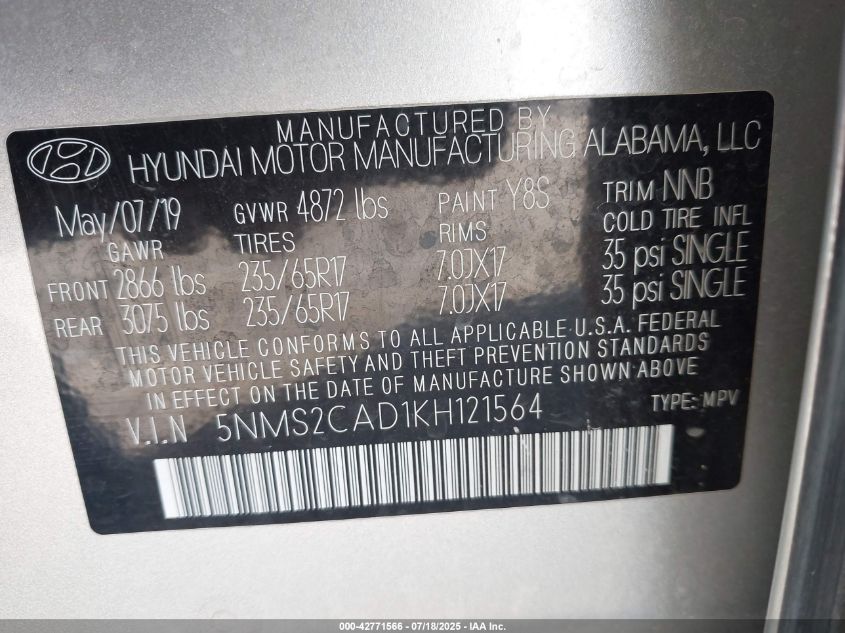 MANUFACTURED BY
HYUNDAI MOTOR MANUFACTURING ALABAMA, LLC
May/07/19 GVWR 4872 lbs PAINT Y8S TRIM NNB
GAWR TIRES RIMS COLD TIRE INFL
FRONT 2866 lbs 235/65R17 7.0JX17 35 psi SINGLE
REAR 3075 lbs 235/65R17 7.0JX17 35 psi SINGLE
THIS VEHICLE CONFORMS TO ALL APPLICABLE U.S.A. FEDERAL
MOTOR VEHICLE SAFETY AND THEFT PREVENTION STANDARDS
IN EFFECT ON THE DATE OF MANUFACTURE SHOWN ABOVE
V.I.N 5NMS2CAD1KH121564 TYPE: MPV
000-42771566 - 07/18/2025 - IAA Inc.